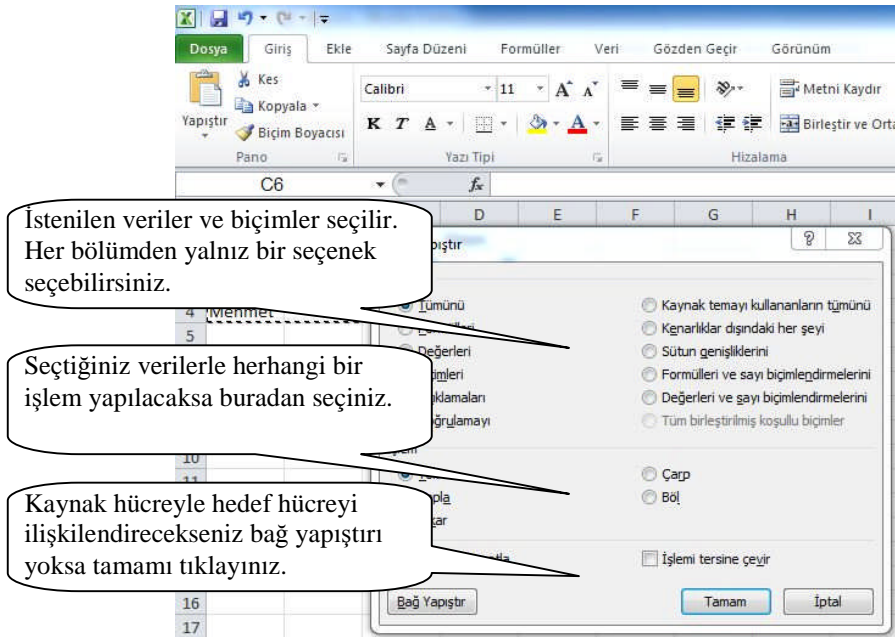 Dosya Giriş Ekle Sayfa Düzeni Formüller Veri Gözden Geçir Görünüm
Kes
Kopyala
Biçim Boyacısı
Yapıştır
Pano
Calibri 11 A A
K T A A
Yazı Tipi
Metni Kaydır
Birleştir ve Orta
Hizalama
C6 fx
D E F G H I
İstenilen veriler ve biçimler seçilir.
Her bölümden yalnız bir seçenek
seçebilirsiniz.
4 Mehmet
5
Tümünü Kaynak temayı kullananların tümünü
Kenarlıklar dışındaki her şeyi
Değerleri Sütun genişliklerini
Formülleri ve sayı biçimlendirmelerini
Değerleri ve sayı biçimlendirmelerini
Tüm birleştirilmiş koşullu biçimler
Seçtiğiniz verilerle herhangi bir
işlem yapılacaksa buradan seçiniz.
10
11
Çarp
Böl
Kaynak hücreyle hedef hücreyi
ilişkilendirecekseniz bağ yapıştırı
yoksa tamamı tıklayınız.
İşlemi tersine çevir
16 Bağ Yapıştır Tamam İptal
17